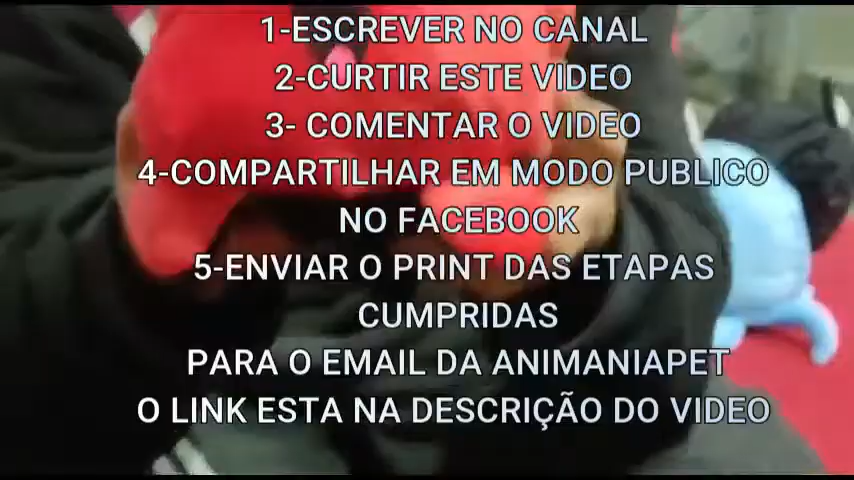 1-ESCREVER NO CANAL
2-CURTIR ESTE VIDEO
3- COMENTAR O VIDEO
4-COMPARTILHAR EM MODO PUBLICO
NO FACEBOOK
5-ENVIAR O PRINT DAS ETAPAS
CUMPRIDAS
PARA O EMAIL DA ANIMANIAPET
O LINK ESTA NA DESCRIÇÃO DO VIDEO